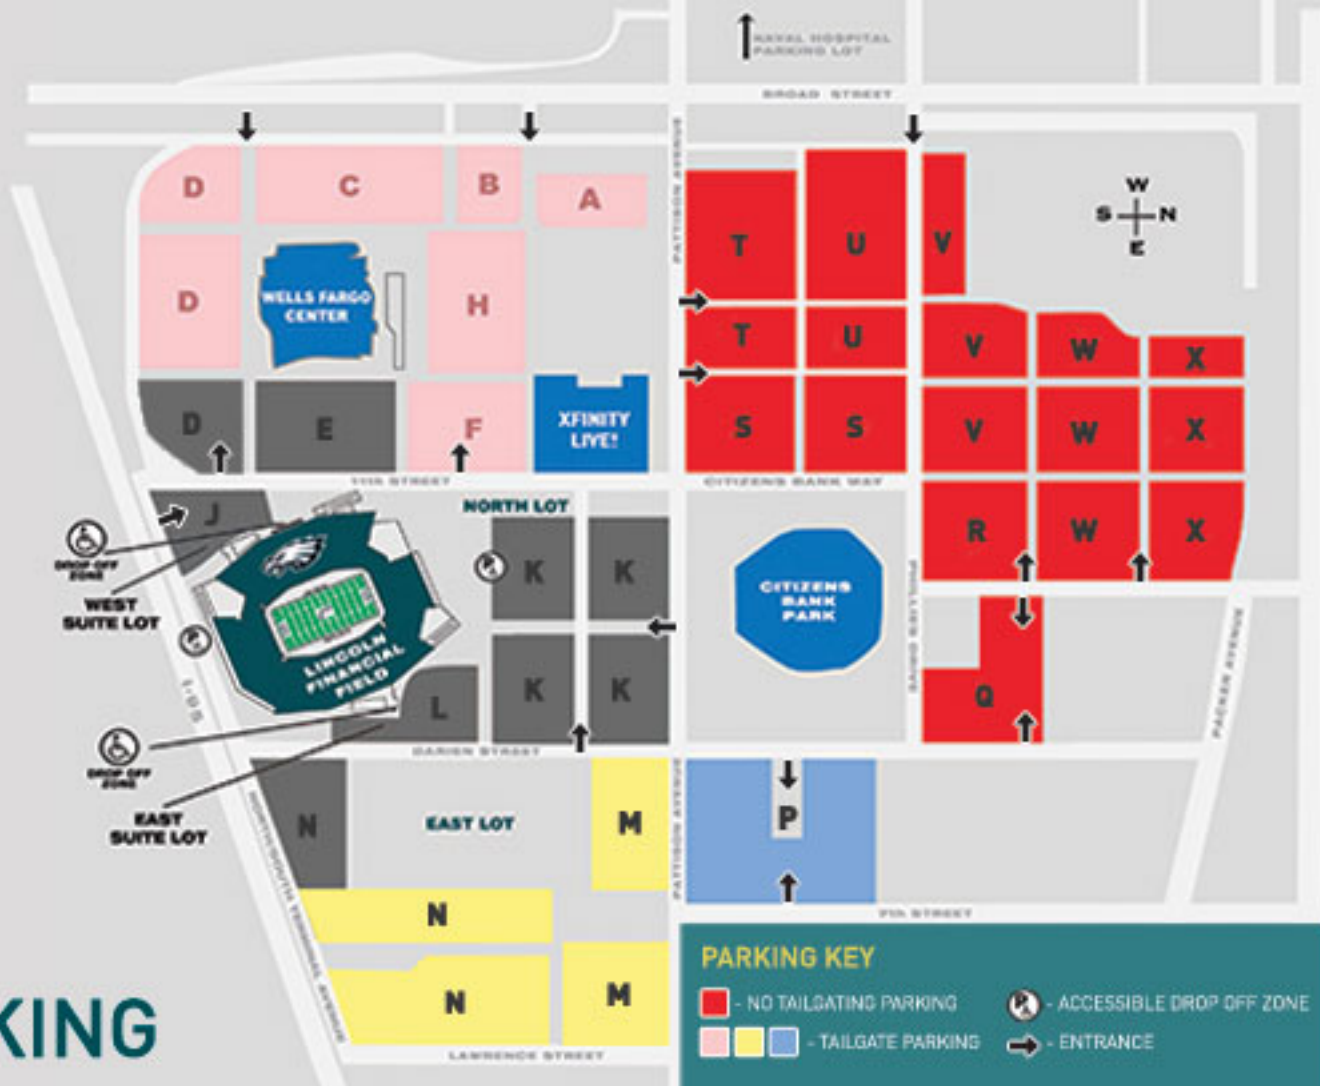 NAVAL HOSPITAL
PARKING LOT
BROAD STREET
PATTISON AVENUE
D
C
B
A
T
U
V
W
S
N
E
D
WELLS FARGO
CENTER
H
T
U
V
W
X
D
E
F
XFINITY
LIVE!
S
S
V
W
X
11TH STREET
CITIZENS BANK WAY
J
NORTH LOT
R
W
X
DROP OFF
ZONE
WEST
SUITE LOT
K
K
CITIZENS
BANK
PARK
PHILLIES DRIVE
LINCOLN
FINANCIAL
FIELD
I-95
L
K
K
Q
PACKER AVENUE
DARIEN STREET
DROP OFF
ZONE
EAST
SUITE LOT
N
EAST LOT
M
PATTISON AVENUE
P
N
7TH STREET
N
M
LAWRENCE STREET
KING
PARKING KEY
- NO TAILGATING PARKING
- ACCESSIBLE DROP OFF ZONE
- TAILGATE PARKING
- ENTRANCE